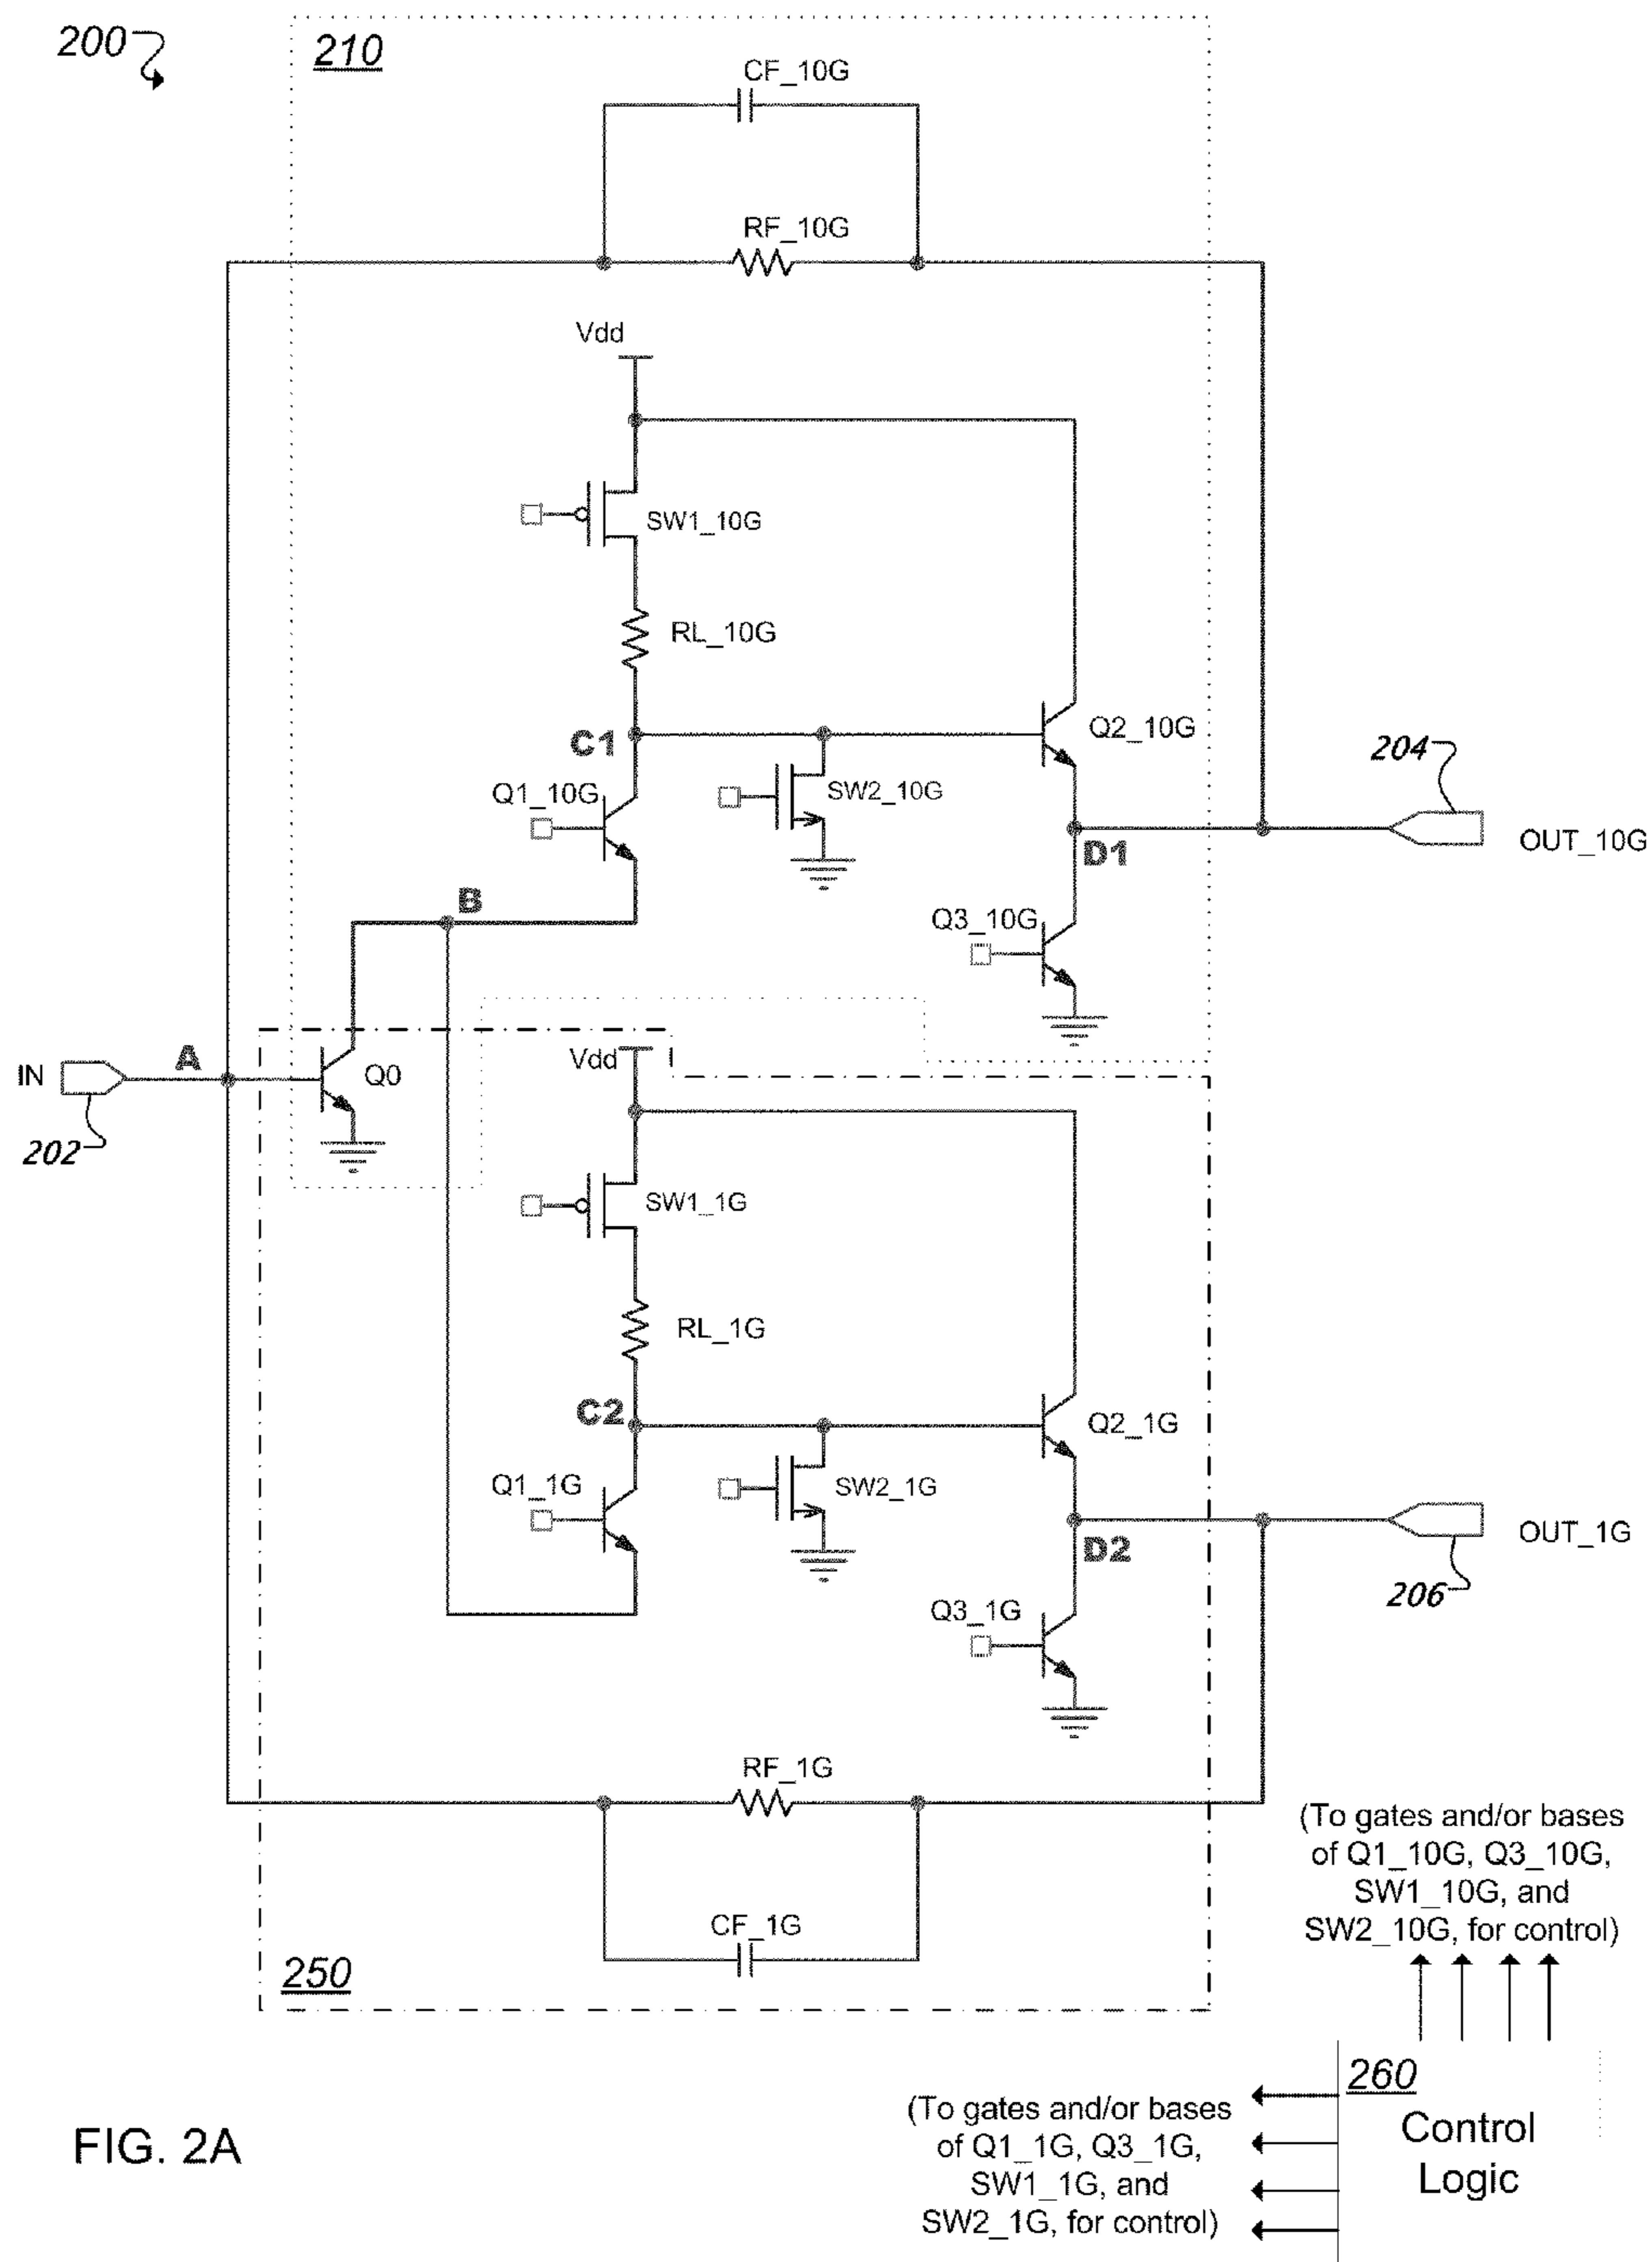 200
210
CF_10G
RF_10G
Vdd
SW1_10G
RL_10G
C1
Q2_10G
204
Q1_10G
SW2_10G
OUT_10G
D1
B
Q3_10G
A
IN
Q0
Vdd
202
SW1_1G
RL_1G
C2
Q2_1G
Q1_1G
SW2_1G
OUT_1G
D2
206
Q3_1G
RF_1G
(To gates and/or bases
of Q1_10G, Q3_10G,
SW1_10G, and
SW2_10G, for control)
CF_1G
250
260
Control
Logic
(To gates and/or bases
of Q1_1G, Q3_1G,
SW1_1G, and
SW2_1G, for control)
FIG. 2A